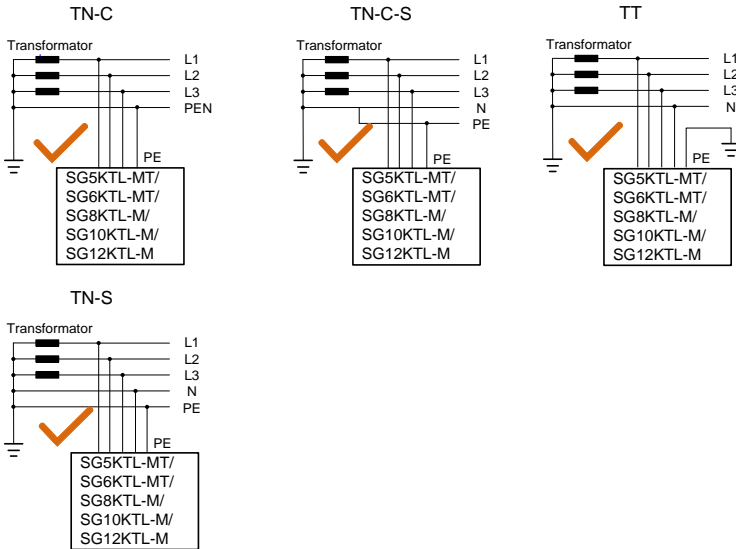 TN-C
Transformator
L1
L2
L3
PEN
PE
SG5KTL-MT/
SG6KTL-MT/
SG8KTL-M/
SG10KTL-M/
SG12KTL-M
TN-C-S
Transformator
L1
L2
L3
N
PE
PE
SG5KTL-MT/
SG6KTL-MT/
SG8KTL-M/
SG10KTL-M/
SG12KTL-M
TT
Transformator
L1
L2
L3
N
PE
SG5KTL-MT/
SG6KTL-MT/
SG8KTL-M/
SG10KTL-M/
SG12KTL-M
TN-S
Transformator
L1
L2
L3
N
PE
PE
SG5KTL-MT/
SG6KTL-MT/
SG8KTL-M/
SG10KTL-M/
SG12KTL-M